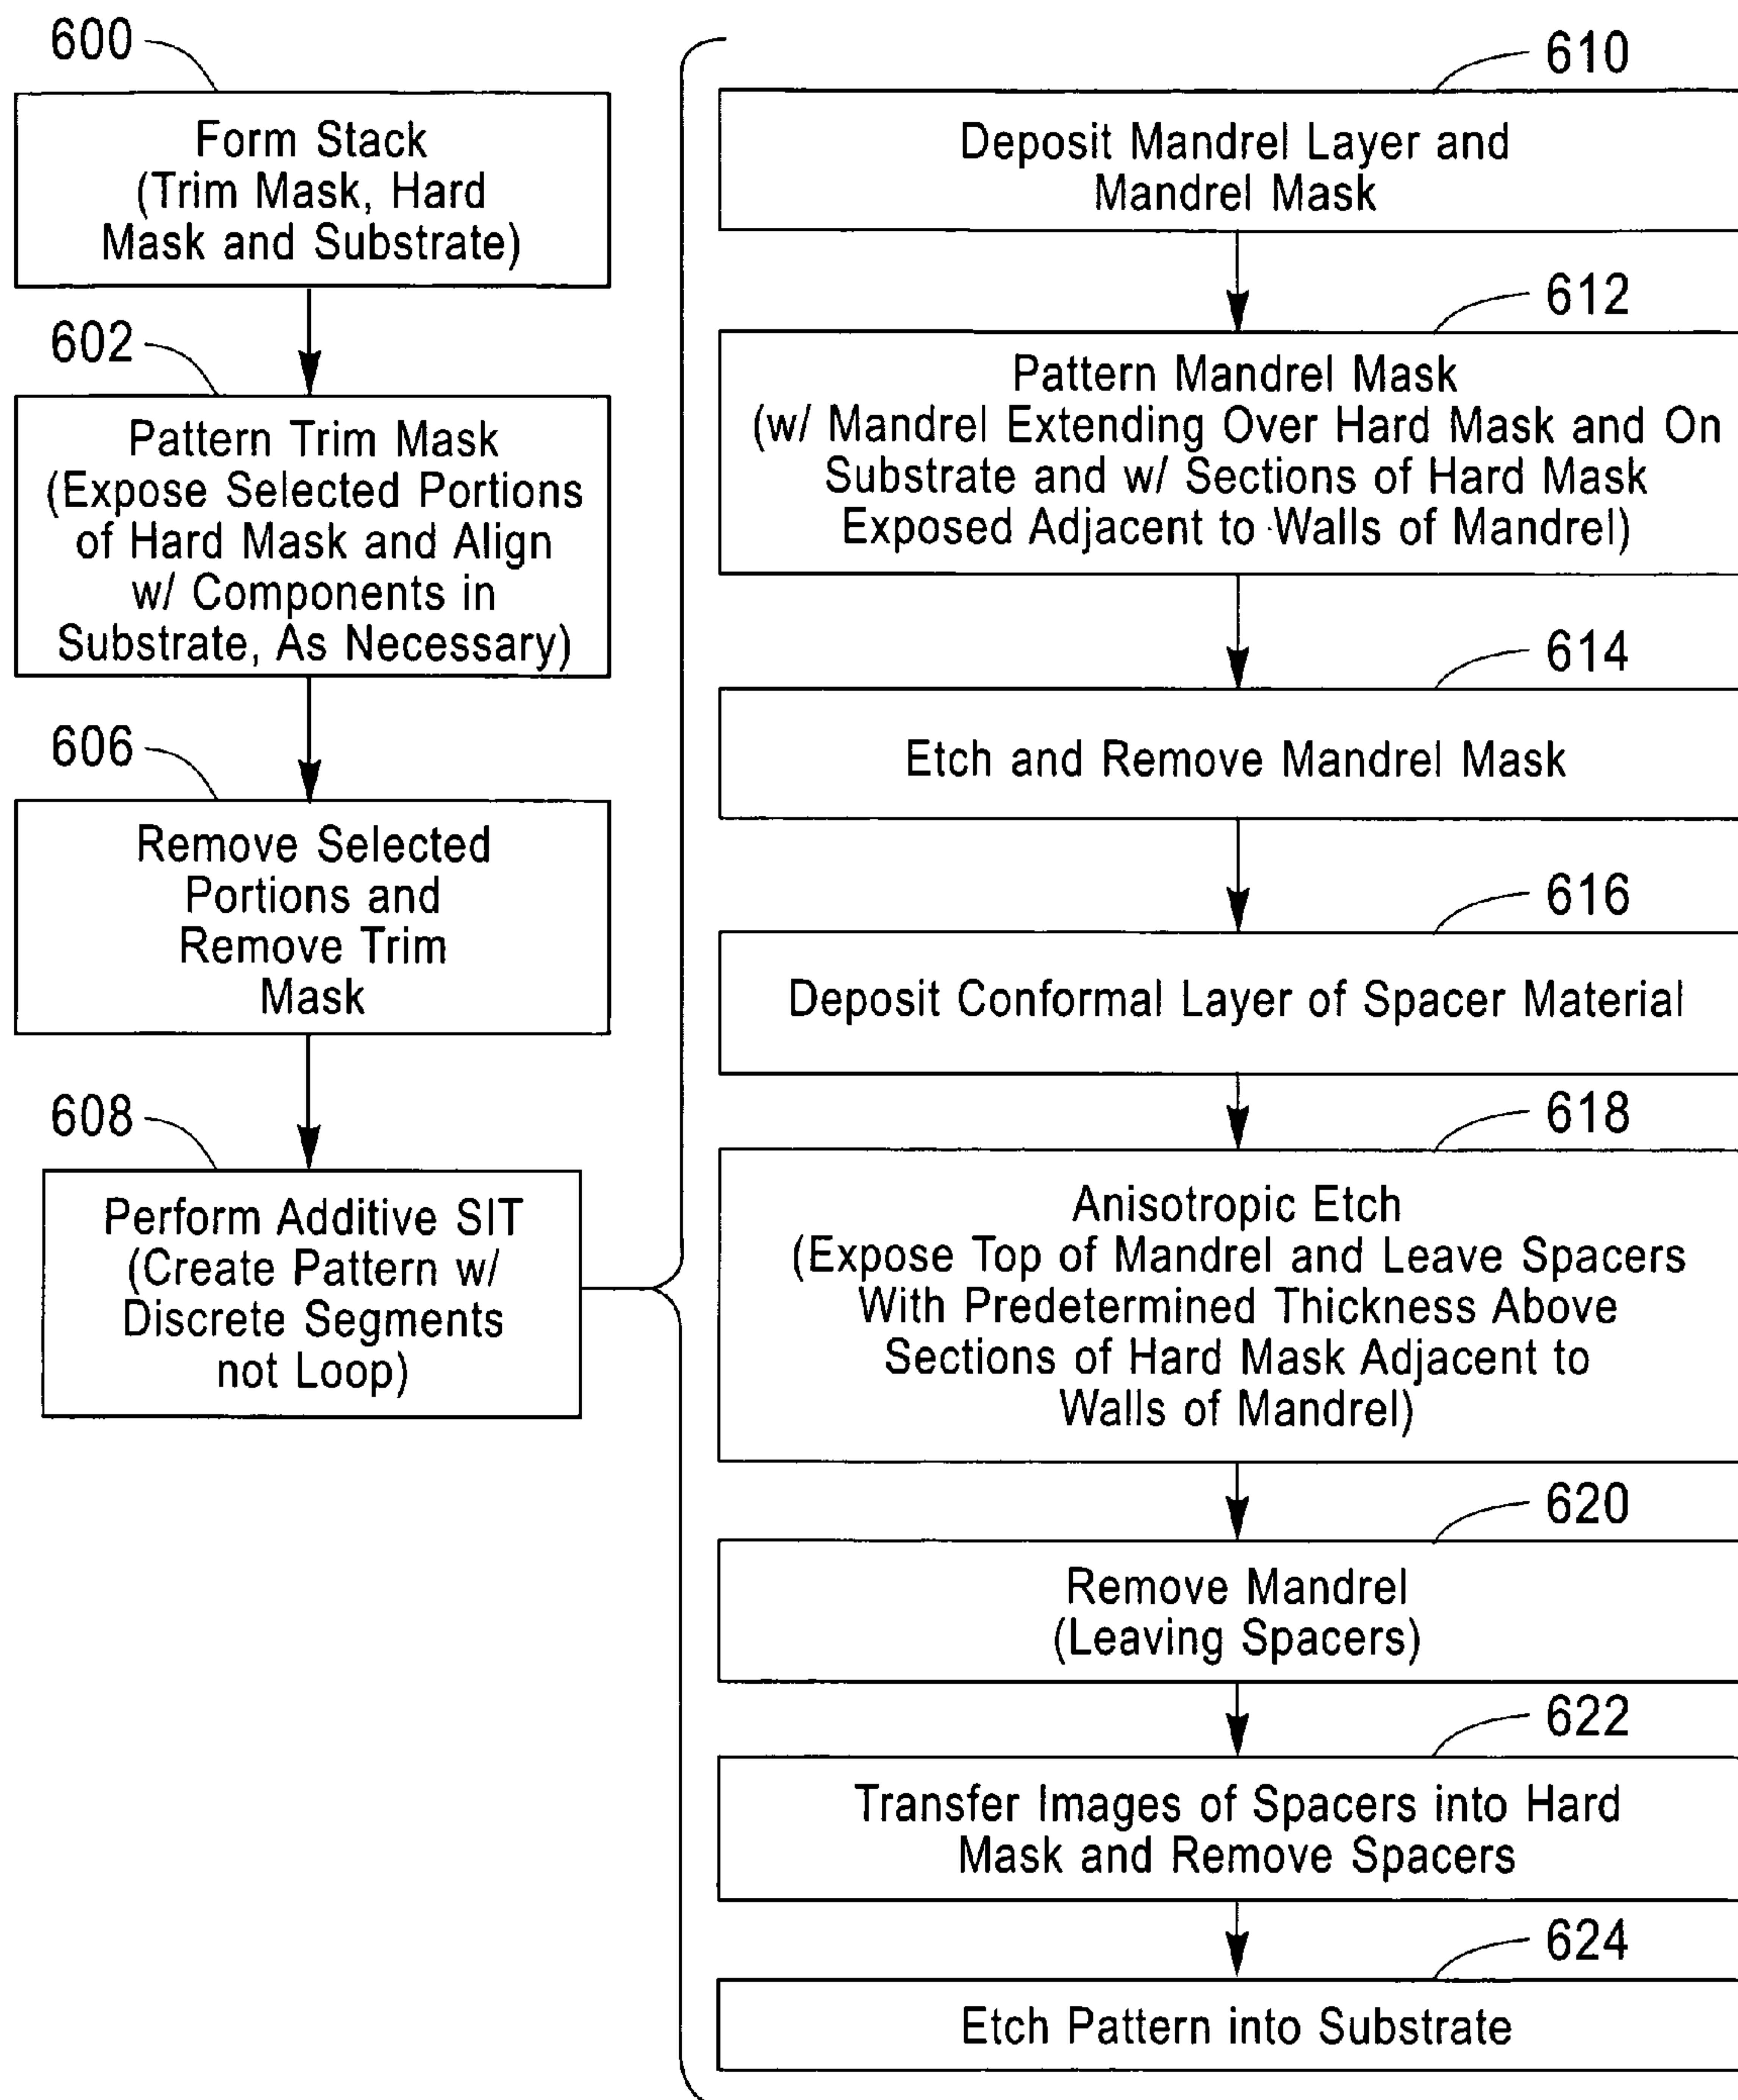 600
Form Stack
(Trim Mask, Hard
Mask and Substrate)
602
Pattern Trim Mask
(Expose Selected Portions
of Hard Mask and Align
w/ Components in
Substrate, As Necessary)
606
Remove Selected
Portions and
Remove Trim
Mask
608
Perform Additive SIT
(Create Pattern w/
Discrete Segments
not Loop)
610
Deposit Mandrel Layer and
Mandrel Mask
612
Pattern Mandrel Mask
(w/ Mandrel Extending Over Hard Mask and On
Substrate and w/ Sections of Hard Mask
Exposed Adjacent to Walls of Mandrel)
614
Etch and Remove Mandrel Mask
616
Deposit Conformal Layer of Spacer Material
618
Anisotropic Etch
(Expose Top of Mandrel and Leave Spacers
With Predetermined Thickness Above
Sections of Hard Mask Adjacent to
Walls of Mandrel)
620
Remove Mandrel
(Leaving Spacers)
622
Transfer Images of Spacers into Hard
Mask and Remove Spacers
624
Etch Pattern into Substrate